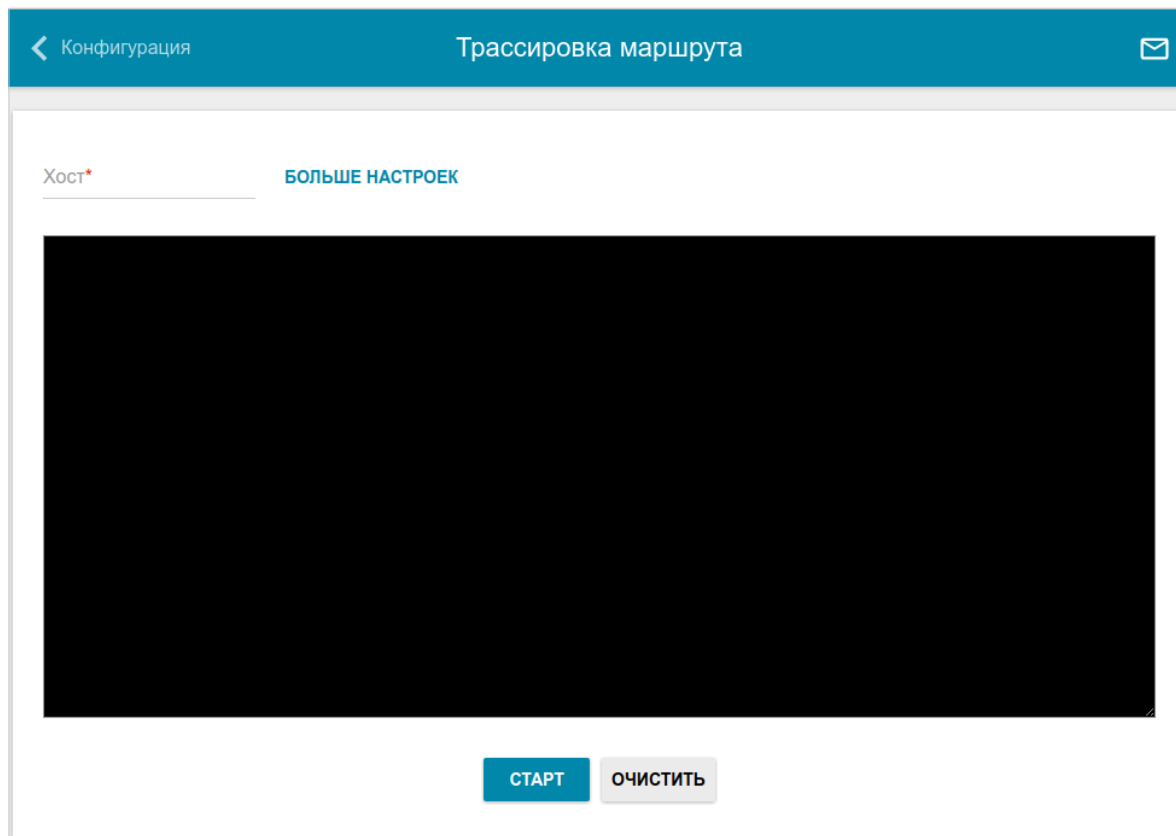 Конфигурация
Трассировка маршрута
Хост*
БОЛЬШЕ НАСТРОЕК
СТАРТ
ОЧИСТИТЬ